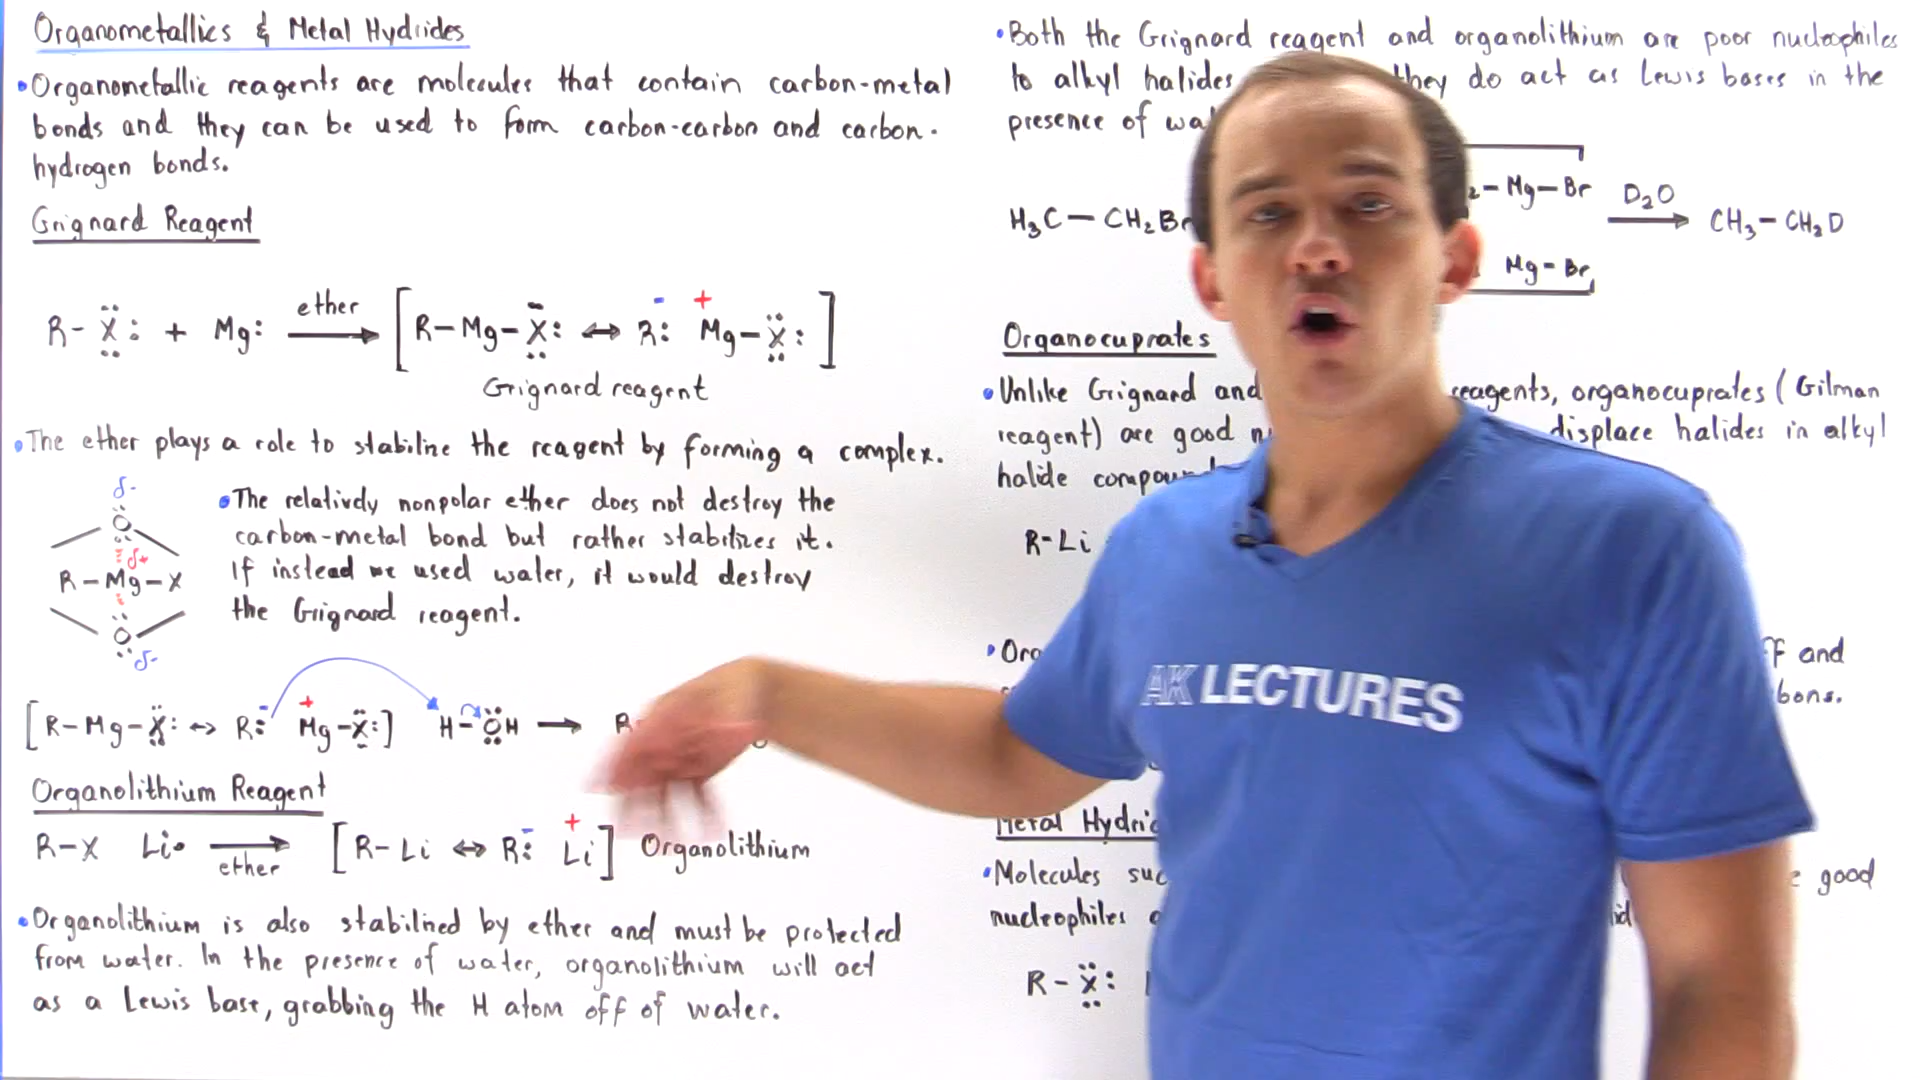 Organometallics & Metal Hydrides
•Organometallic reagents are molecules that contain carbon-metal
bonds and they can be used to form carbon-carbon and carbon-
hydrogen bonds.
Grignard Reagent
R-X: + Mg: ether [R-Mg-X: ↔ R:⁻ ⁺Mg-X:]
Grignard reagent
•The ether plays a role to stabilize the reagent by forming a complex.
δ-
O
δ+
R-Mg-X
O
δ-
•The relatively nonpolar ether does not destroy the
carbon-metal bond but rather stabilizes it.
If instead we used water, it would destroy
the Grignard reagent.
[R-Mg-X: ↔ R:⁻ ⁺Mg-X:] H-OH → R
Organolithium Reagent
R-X Li• ether [R-Li ↔ R:⁻ ⁺Li] Organolithium
•Organolithium is also stabilized by ether and must be protected
from water. In the presence of water, organolithium will act
as a Lewis base, grabbing the H atom off of water.
•Both the Grignard reagent and organolithium are poor nucleophiles
to alkyl halides they do act as Lewis bases in the
presence of
H₃C-CH₂Br
₂-Mg-Br D₂O → CH₃-CH₂D
Mg-Br
Organocuprates
•Unlike Grignard and reagents, organocuprates (Gilman
reagent) are good displace halides in alkyl
halide
R-Li
and
Metal
•Molecules good
nucleophiles
R-X:
AK LECTURES